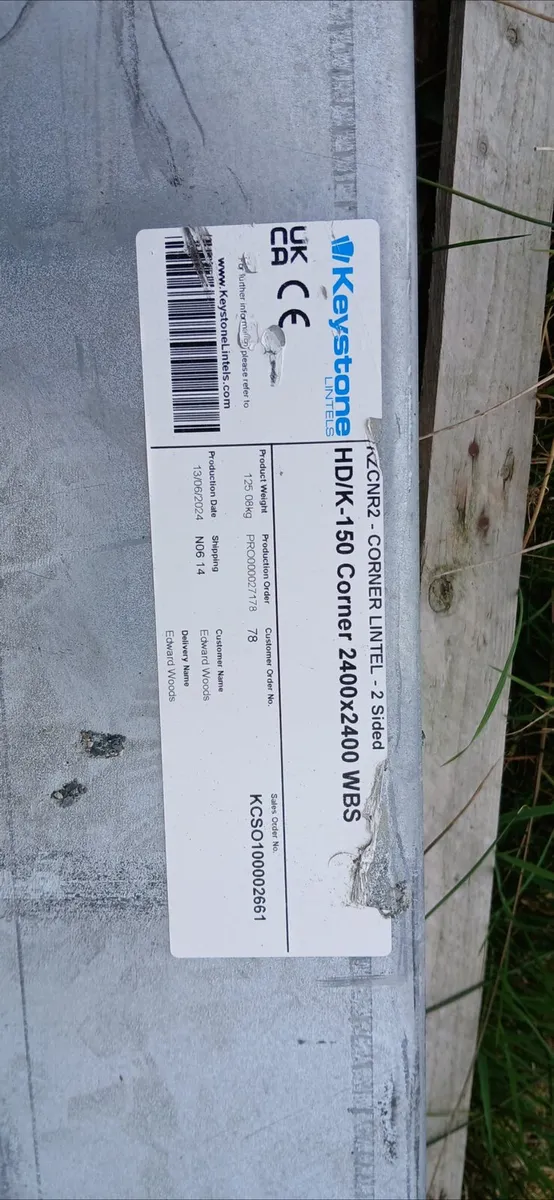 Keystone
LINTELS
UK
CA
CE
For further information please refer to
www.KeystoneLintels.com
KZCNR2 - CORNER LINTEL - 2 Sided
HD/K-150 Corner 2400x2400 WBS
Product Weight Production Order Customer Order No. Sales Order No.
125.08kg PRO000027178 78 KCSO100002661
Production Date Shipping Customer Name
13/06/2024 N06 14 Edward Woods
Delivery Name
Edward Woods